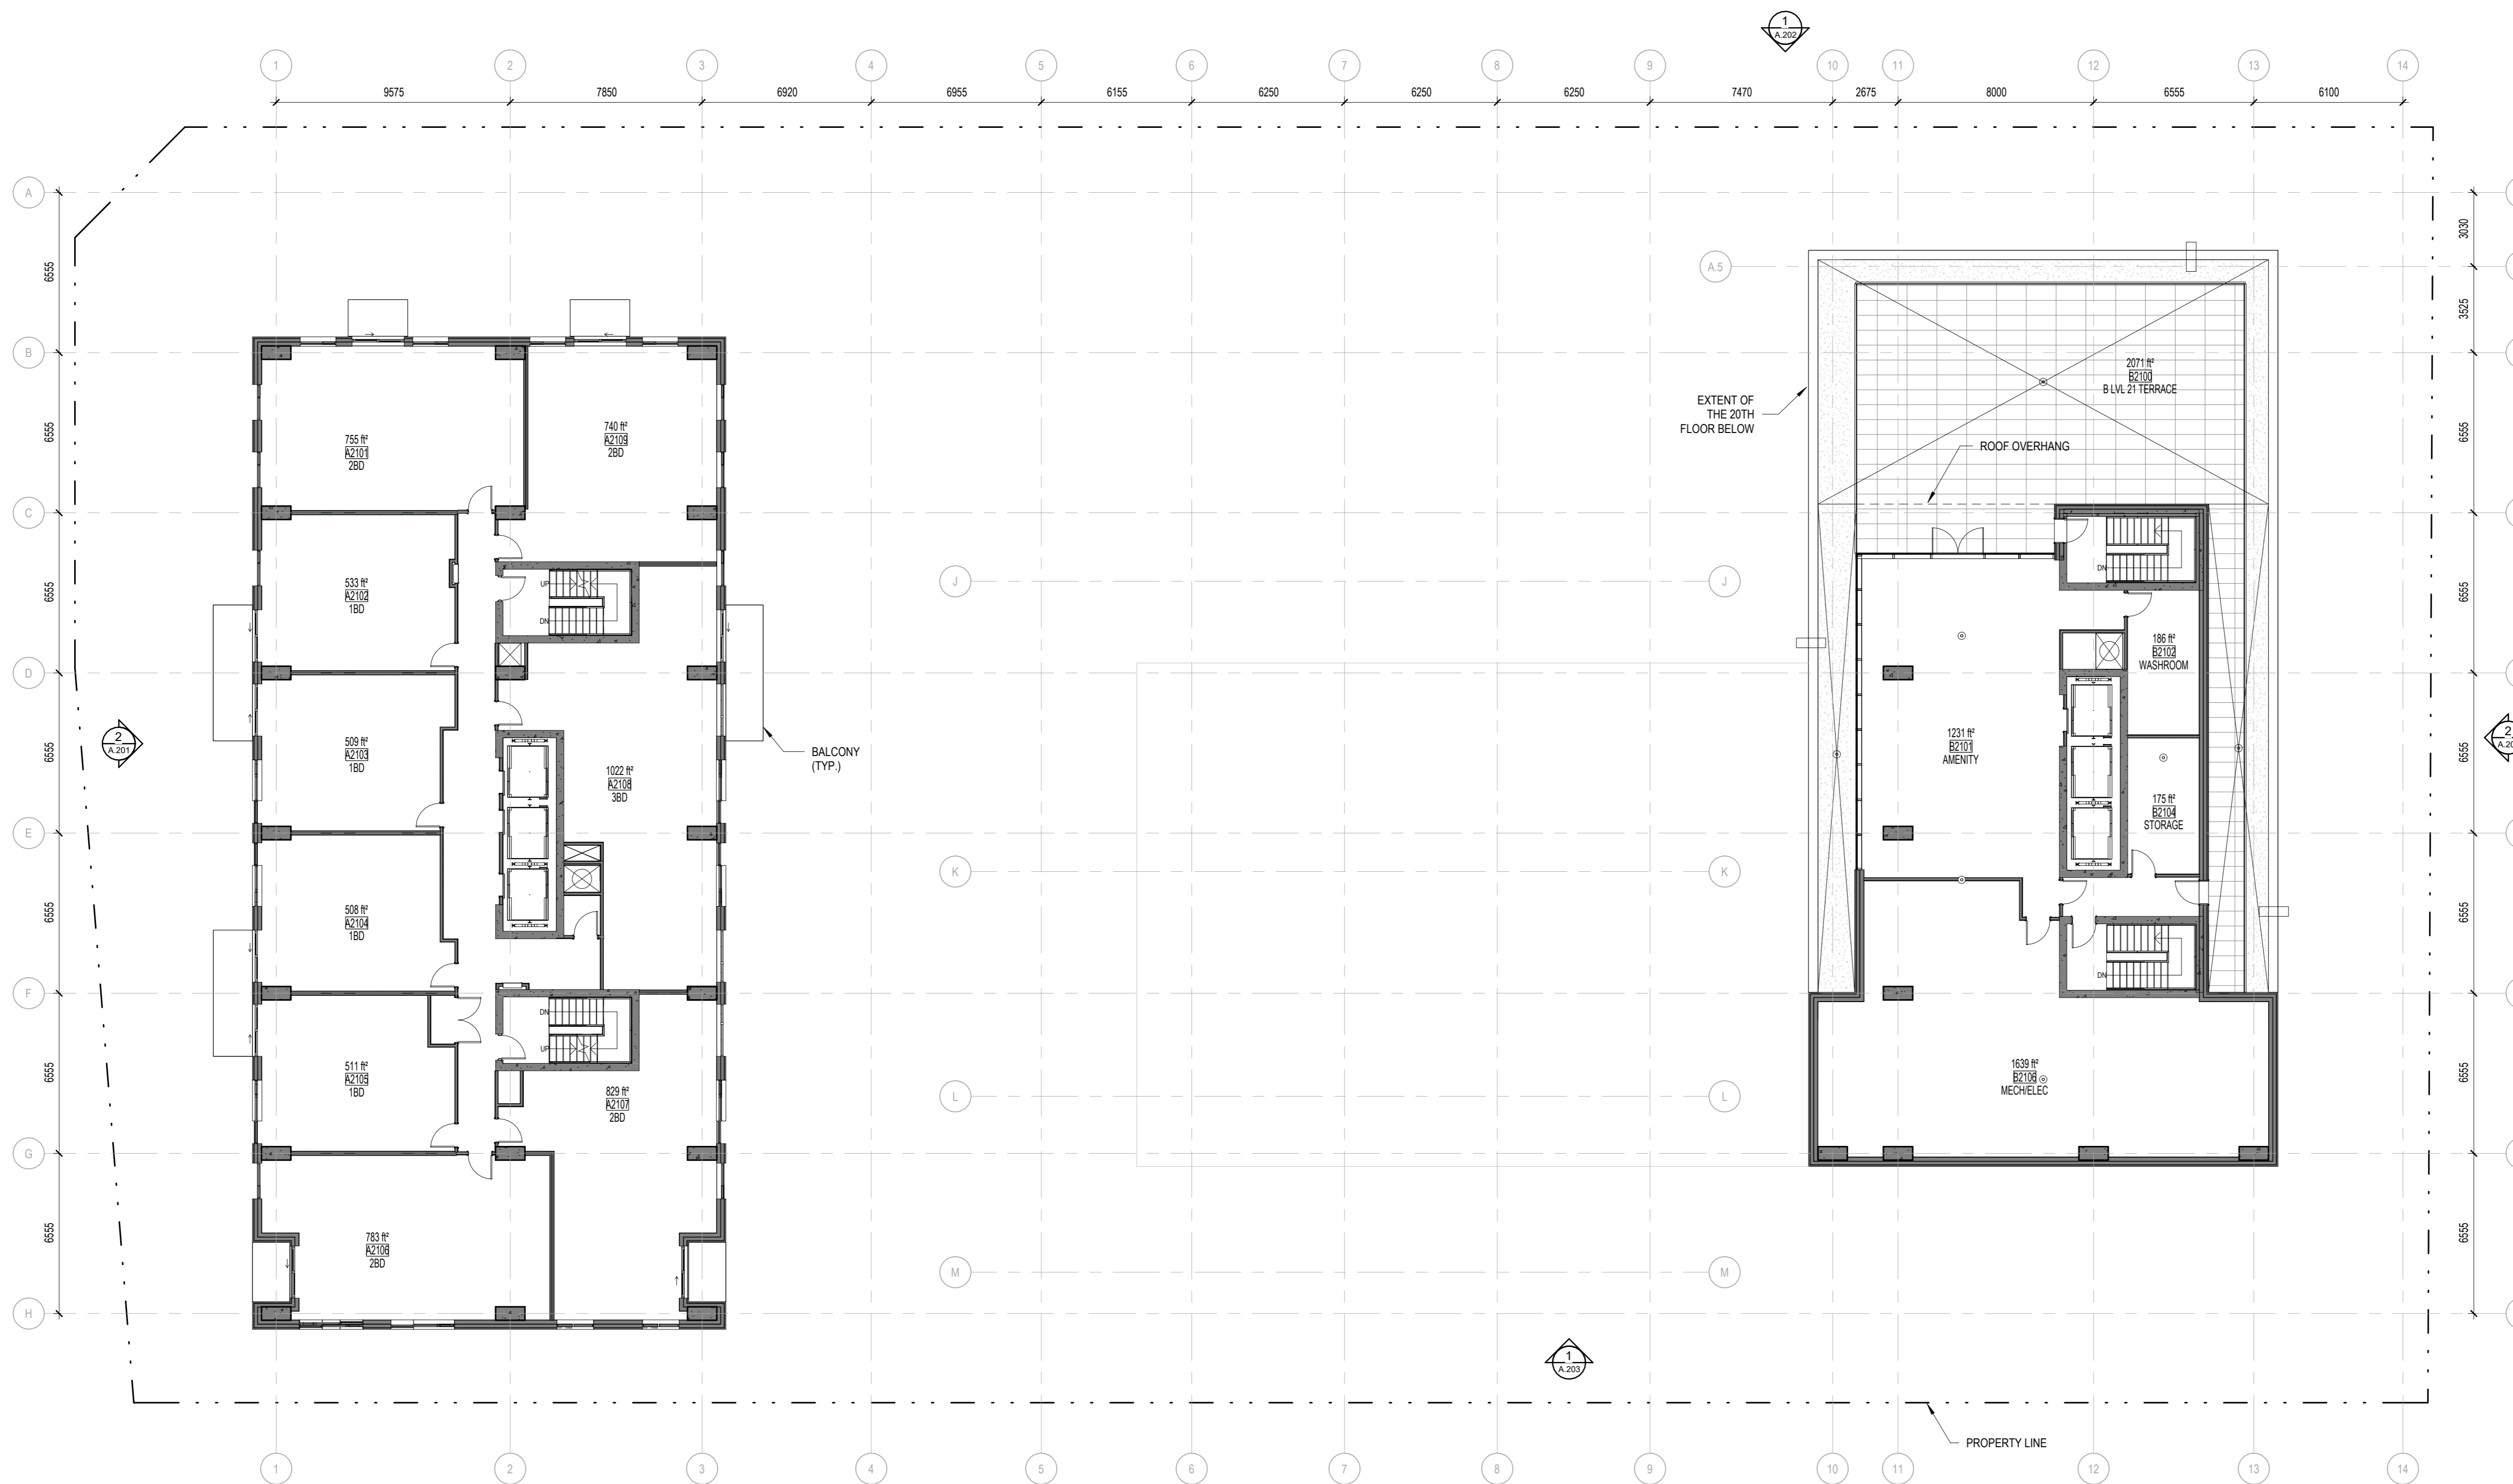 1
A.202
1 2 3 4 5 6 7 8 9 10 11 12 13 14
9575 7850 6920 6955 6155 6250 6250 6250 7470 2675 8000 6555 6100
A
6555
B
6555
C
6555
D
6555
E
6555
F
6555
G
6555
H
2
A.201
755 ft²
A2101
2BD
740 ft²
A2109
2BD
533 ft²
A2102
1BD
UP
DN
509 ft²
A2103
1BD
1022 ft²
A2108
3BD
BALCONY
(TYP.)
508 ft²
A2104
1BD
DN
UP
511 ft²
A2105
1BD
829 ft²
A2107
2BD
783 ft²
A2106
2BD
J J
K K
L L
M M
A.5
EXTENT OF
THE 20TH
FLOOR BELOW
2071 ft²
B2100
B LVL 21 TERRACE
ROOF OVERHANG
DN
186 ft²
B2102
WASHROOM
1231 ft²
B2101
AMENITY
175 ft²
B2104
STORAGE
DN
1639 ft²
B2106
MECH/ELEC
3030
3525
6555
6555
6555
6555
6555
6555
2
1
A.203
PROPERTY LINE
1 2 3 4 5 6 7 8 9 10 11 12 13 14